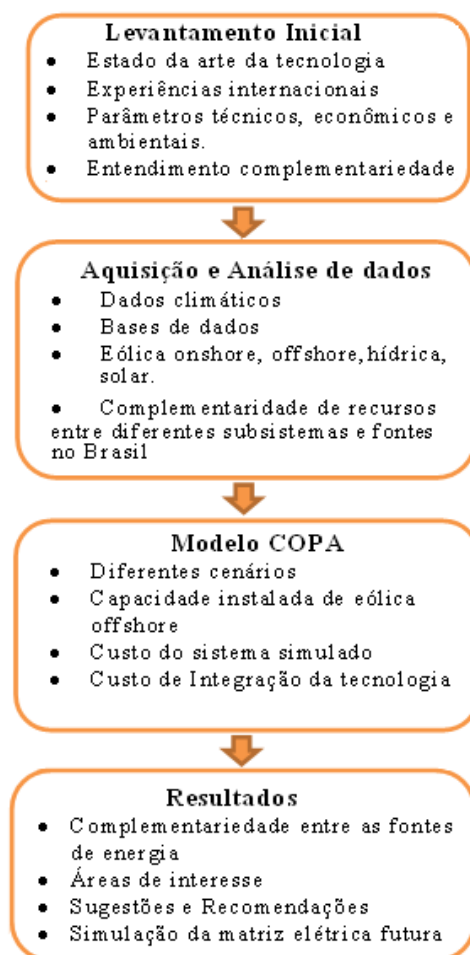 Levantamento Inicial
● Estado da arte da tecnologia
● Experiências internacionais
● Parâmetros técnicos, econômicos e
ambientais.
● Entendimento complementariedade
Aquisição e Análise de dados
● Dados climáticos
● Bases de dados
● Eólica onshore, offshore,hídrica,
solar.
● Complementaridade de recursos
entre diferentes subsistemas e fontes
no Brasil
Modelo COPA
● Diferentes cenários
● Capacidade instalada de eólica
offshore
● Custo do sistema simulado
● Custo de Integração da tecnologia
Resultados
● Complementariedade entre as fontes
de energia
● Áreas de interesse
● Sugestões e Recomendações
● Simulação da matriz elétrica futura